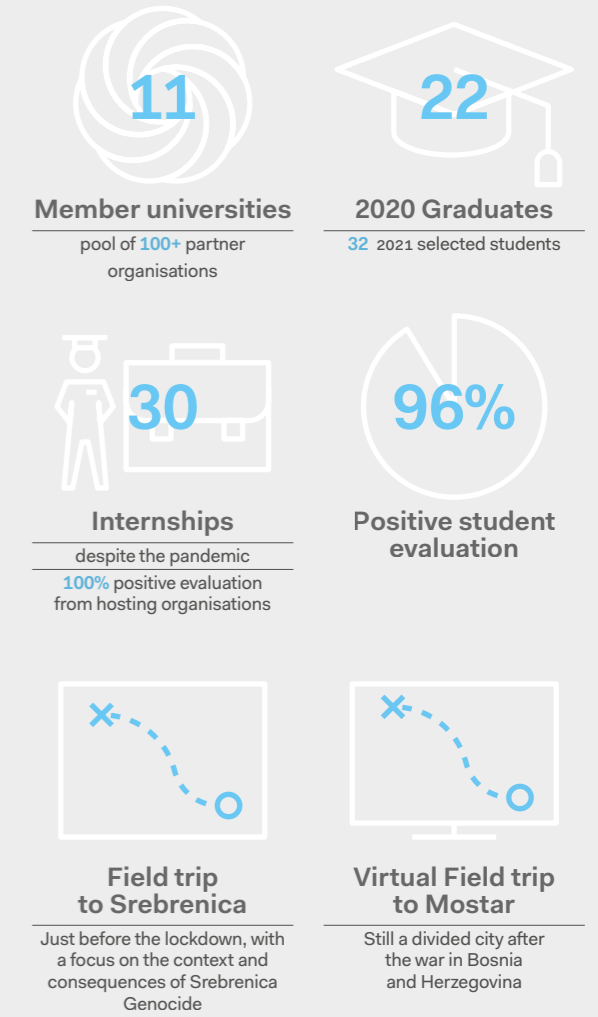 11
Member universities
pool of 100+ partner
organisations
22
2020 Graduates
32 2021 selected students
30
Internships
despite the pandemic
100% positive evaluation
from hosting organisations
96%
Positive student
evaluation
Field trip
to Srebrenica
Just before the lockdown, with
a focus on the context and
consequences of Srebrenica
Genocide
Virtual Field trip
to Mostar
Still a divided city after
the war in Bosnia
and Herzegovina